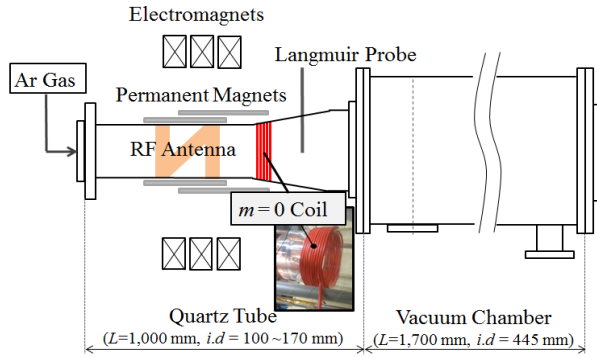 Electromagnets
Langmuir Probe
Ar Gas
Permanent Magnets
RF Antenna
m = 0 Coil
Quartz Tube
(L=1,000 mm, i.d = 100 ~170 mm)
Vacuum Chamber
(L=1,700 mm, i.d = 445 mm)